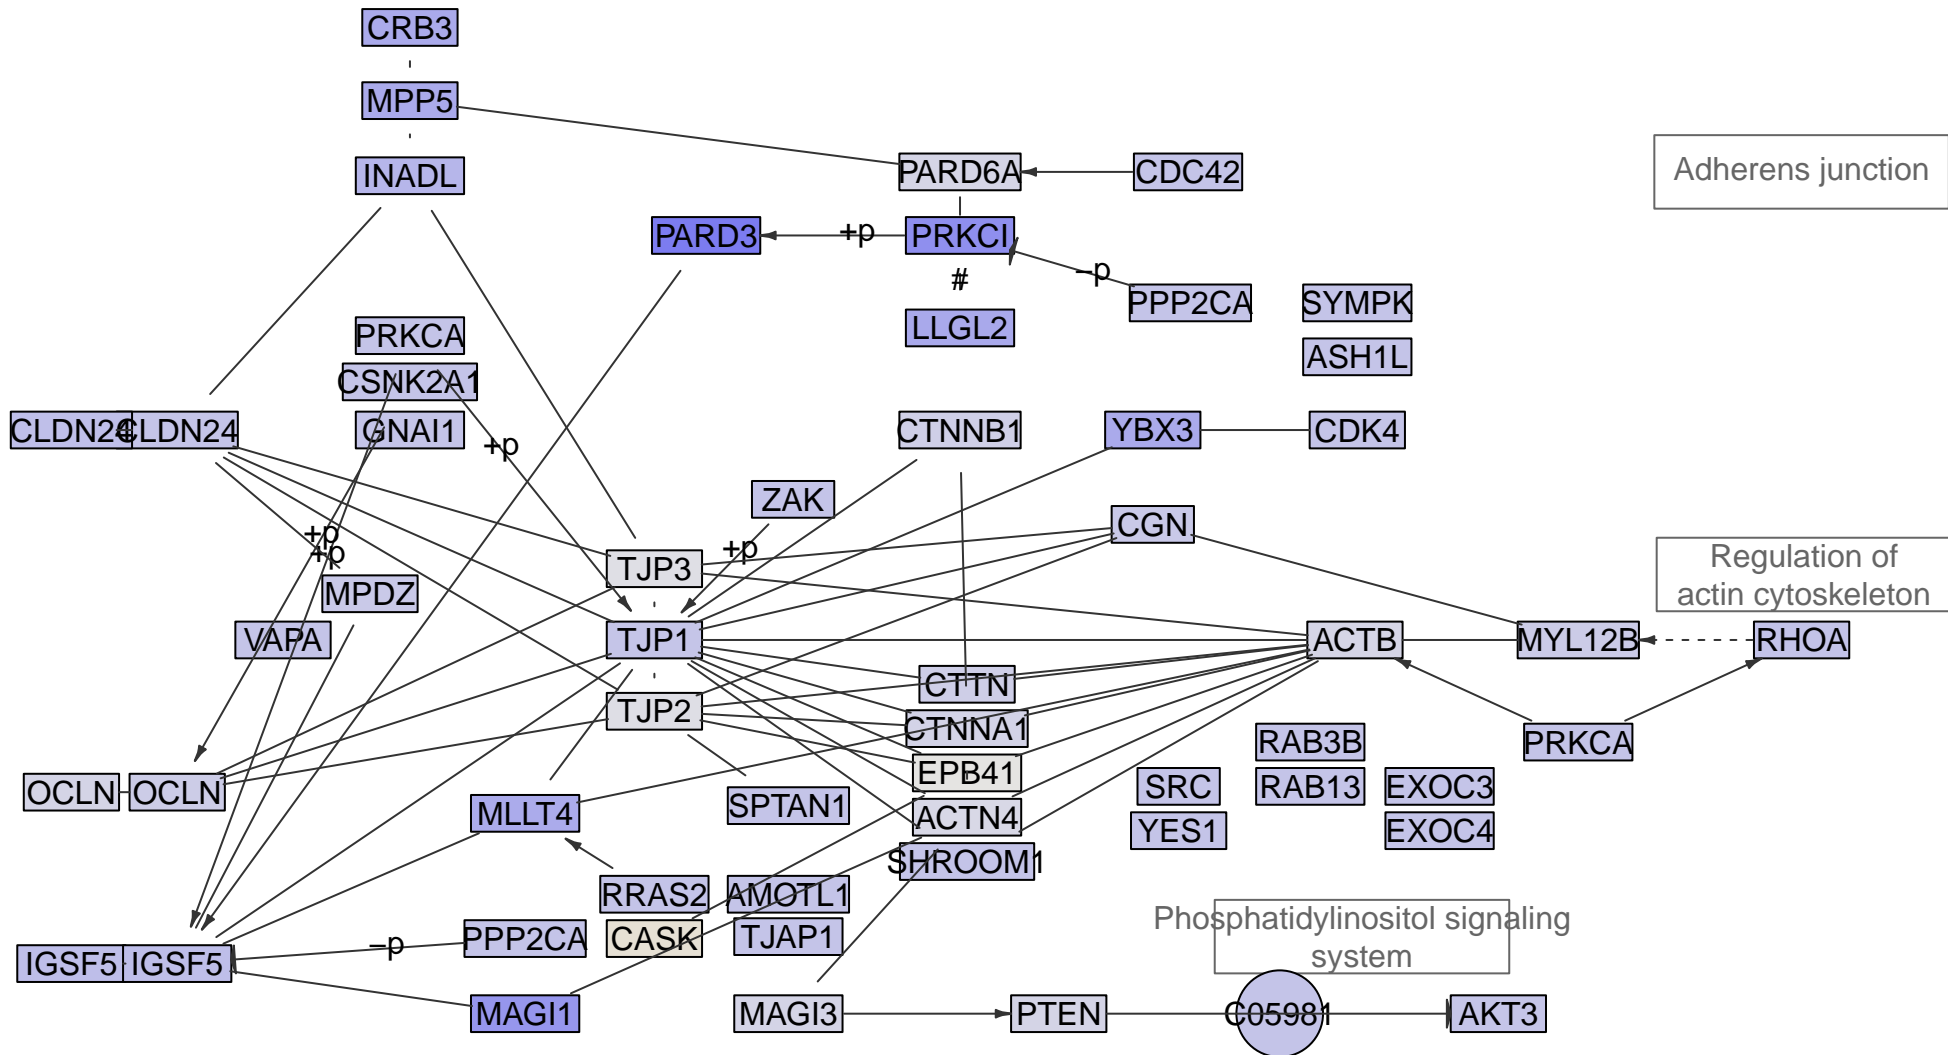 CRB3
MPP5
INADL
PARD6A
CDC42
Adherens junction
PARD3
+p
PRKCI
−p
#
PPP2CA
SYMPK
LLGL2
PRKCA
ASH1L
CSNK2A1
CLDN24
CLDN24
GNAI1
+p
CTNNB1
YBX3
CDK4
ZAK
CGN
+p
+p
+p
TJP3
Regulation of
actin cytoskeleton
MPDZ
VAPA
TJP1
ACTB
MYL12B
RHOA
CTTN
TJP2
CTNNA1
RAB3B
PRKCA
EPB41
OCLN
OCLN
MLLT4
SPTAN1
SRC
RAB13
EXOC3
ACTN4
YES1
EXOC4
SHROOM1
RRAS2
AMOTL1
Phosphatidylinositol signaling
system
−p
PPP2CA
CASK
TJAP1
IGSF5
IGSF5
MAGI1
MAGI3
PTEN
C05981
AKT3